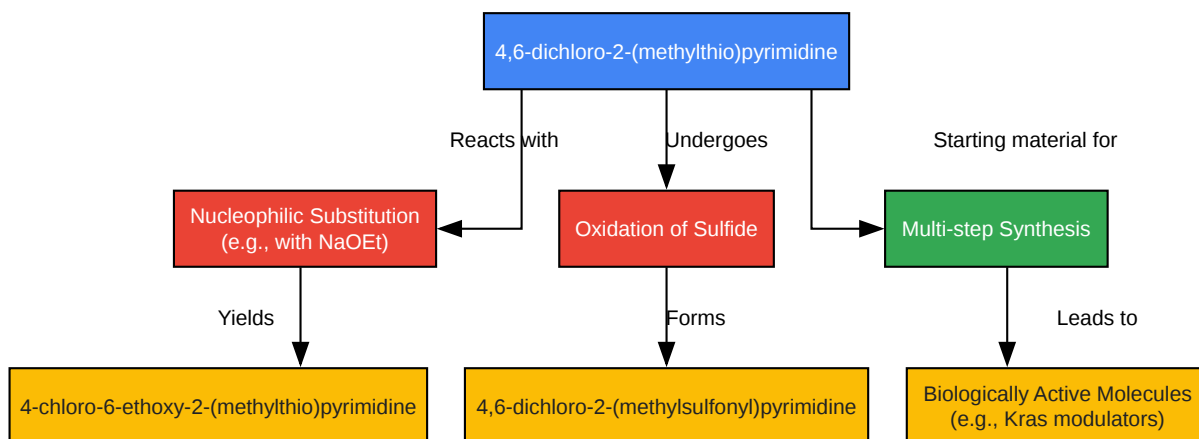 4,6-dichloro-2-(methylthio)pyrimidine
Reacts with
Undergoes
Starting material for
Nucleophilic Substitution
(e.g., with NaOEt)
Oxidation of Sulfide
Multi-step Synthesis
Yields
Forms
Leads to
4-chloro-6-ethoxy-2-(methylthio)pyrimidine
4,6-dichloro-2-(methylsulfonyl)pyrimidine
Biologically Active Molecules
(e.g., Kras modulators)